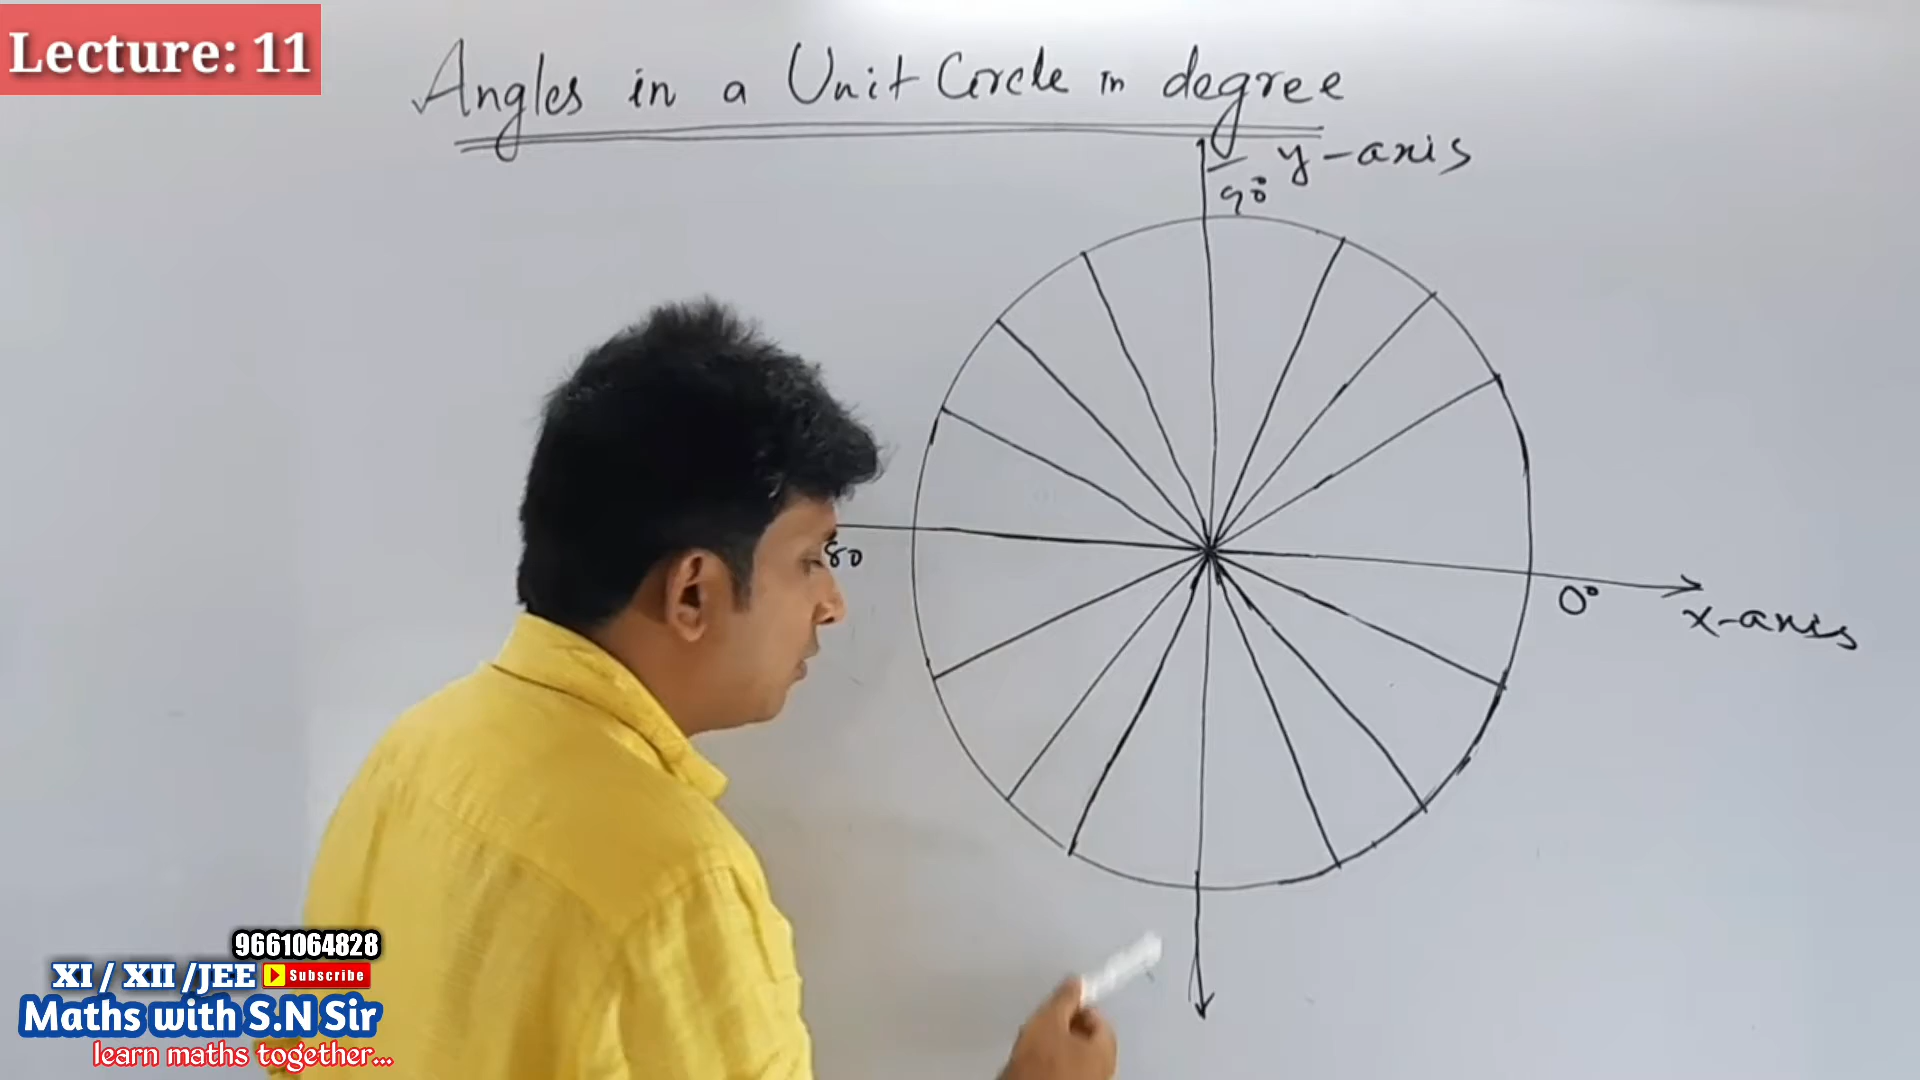 Lecture: 11
Angles in a Unit Circle in degree
y-axis
90°
80
0°
x-axis
9661064828
XI / XII /JEE Subscribe
Maths with S.N Sir
learn maths together...